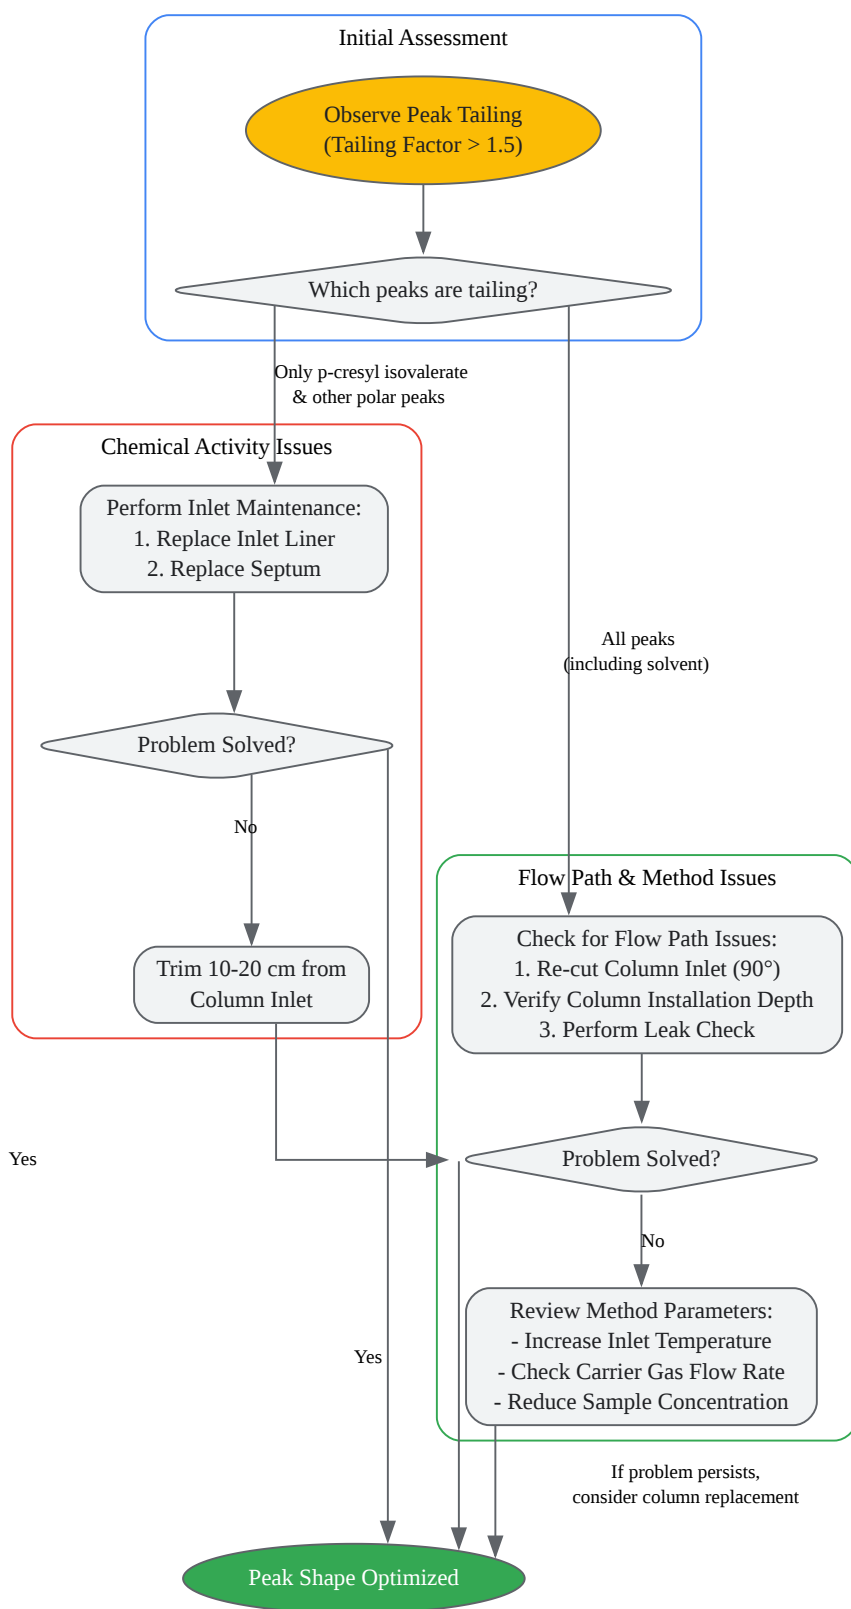 Initial Assessment
Observe Peak Tailing
(Tailing Factor > 1.5)
Which peaks are tailing?
Only p-cresyl isovalerate
& other polar peaks
Chemical Activity Issues
Perform Inlet Maintenance:
1. Replace Inlet Liner
2. Replace Septum
All peaks
(including solvent)
Problem Solved?
No
Flow Path & Method Issues
Check for Flow Path Issues:
1. Re-cut Column Inlet (90°)
2. Verify Column Installation Depth
3. Perform Leak Check
Trim 10-20 cm from
Column Inlet
Yes
Problem Solved?
No
Review Method Parameters:
- Increase Inlet Temperature
- Check Carrier Gas Flow Rate
- Reduce Sample Concentration
Yes
If problem persists,
consider column replacement
Peak Shape Optimized